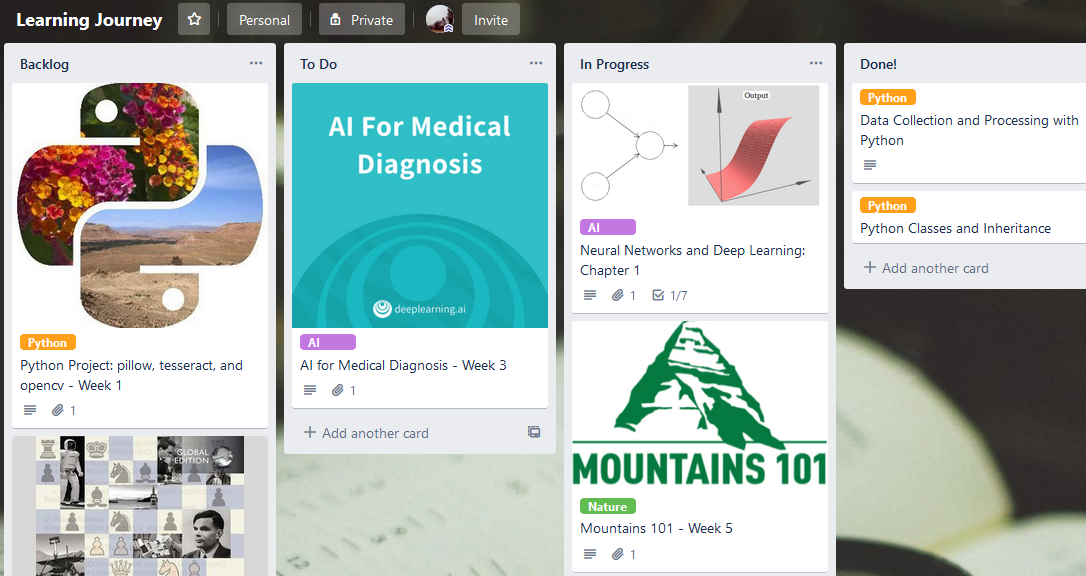 Learning Journey
Personal
Private
Invite
Backlog
Python
Python Project: pillow, tesseract, and
opencv - Week 1
1
GLOBAL
EDITION
To Do
AI For Medical
Diagnosis
deeplearning.ai
AI
AI for Medical Diagnosis - Week 3
1
Add another card
In Progress
Output
AI
Neural Networks and Deep Learning:
Chapter 1
1
1/7
MOUNTAINS 101
Nature
Mountains 101 - Week 5
1
Done!
Python
Data Collection and Processing with
Python
Python
Python Classes and Inheritance
Add another card